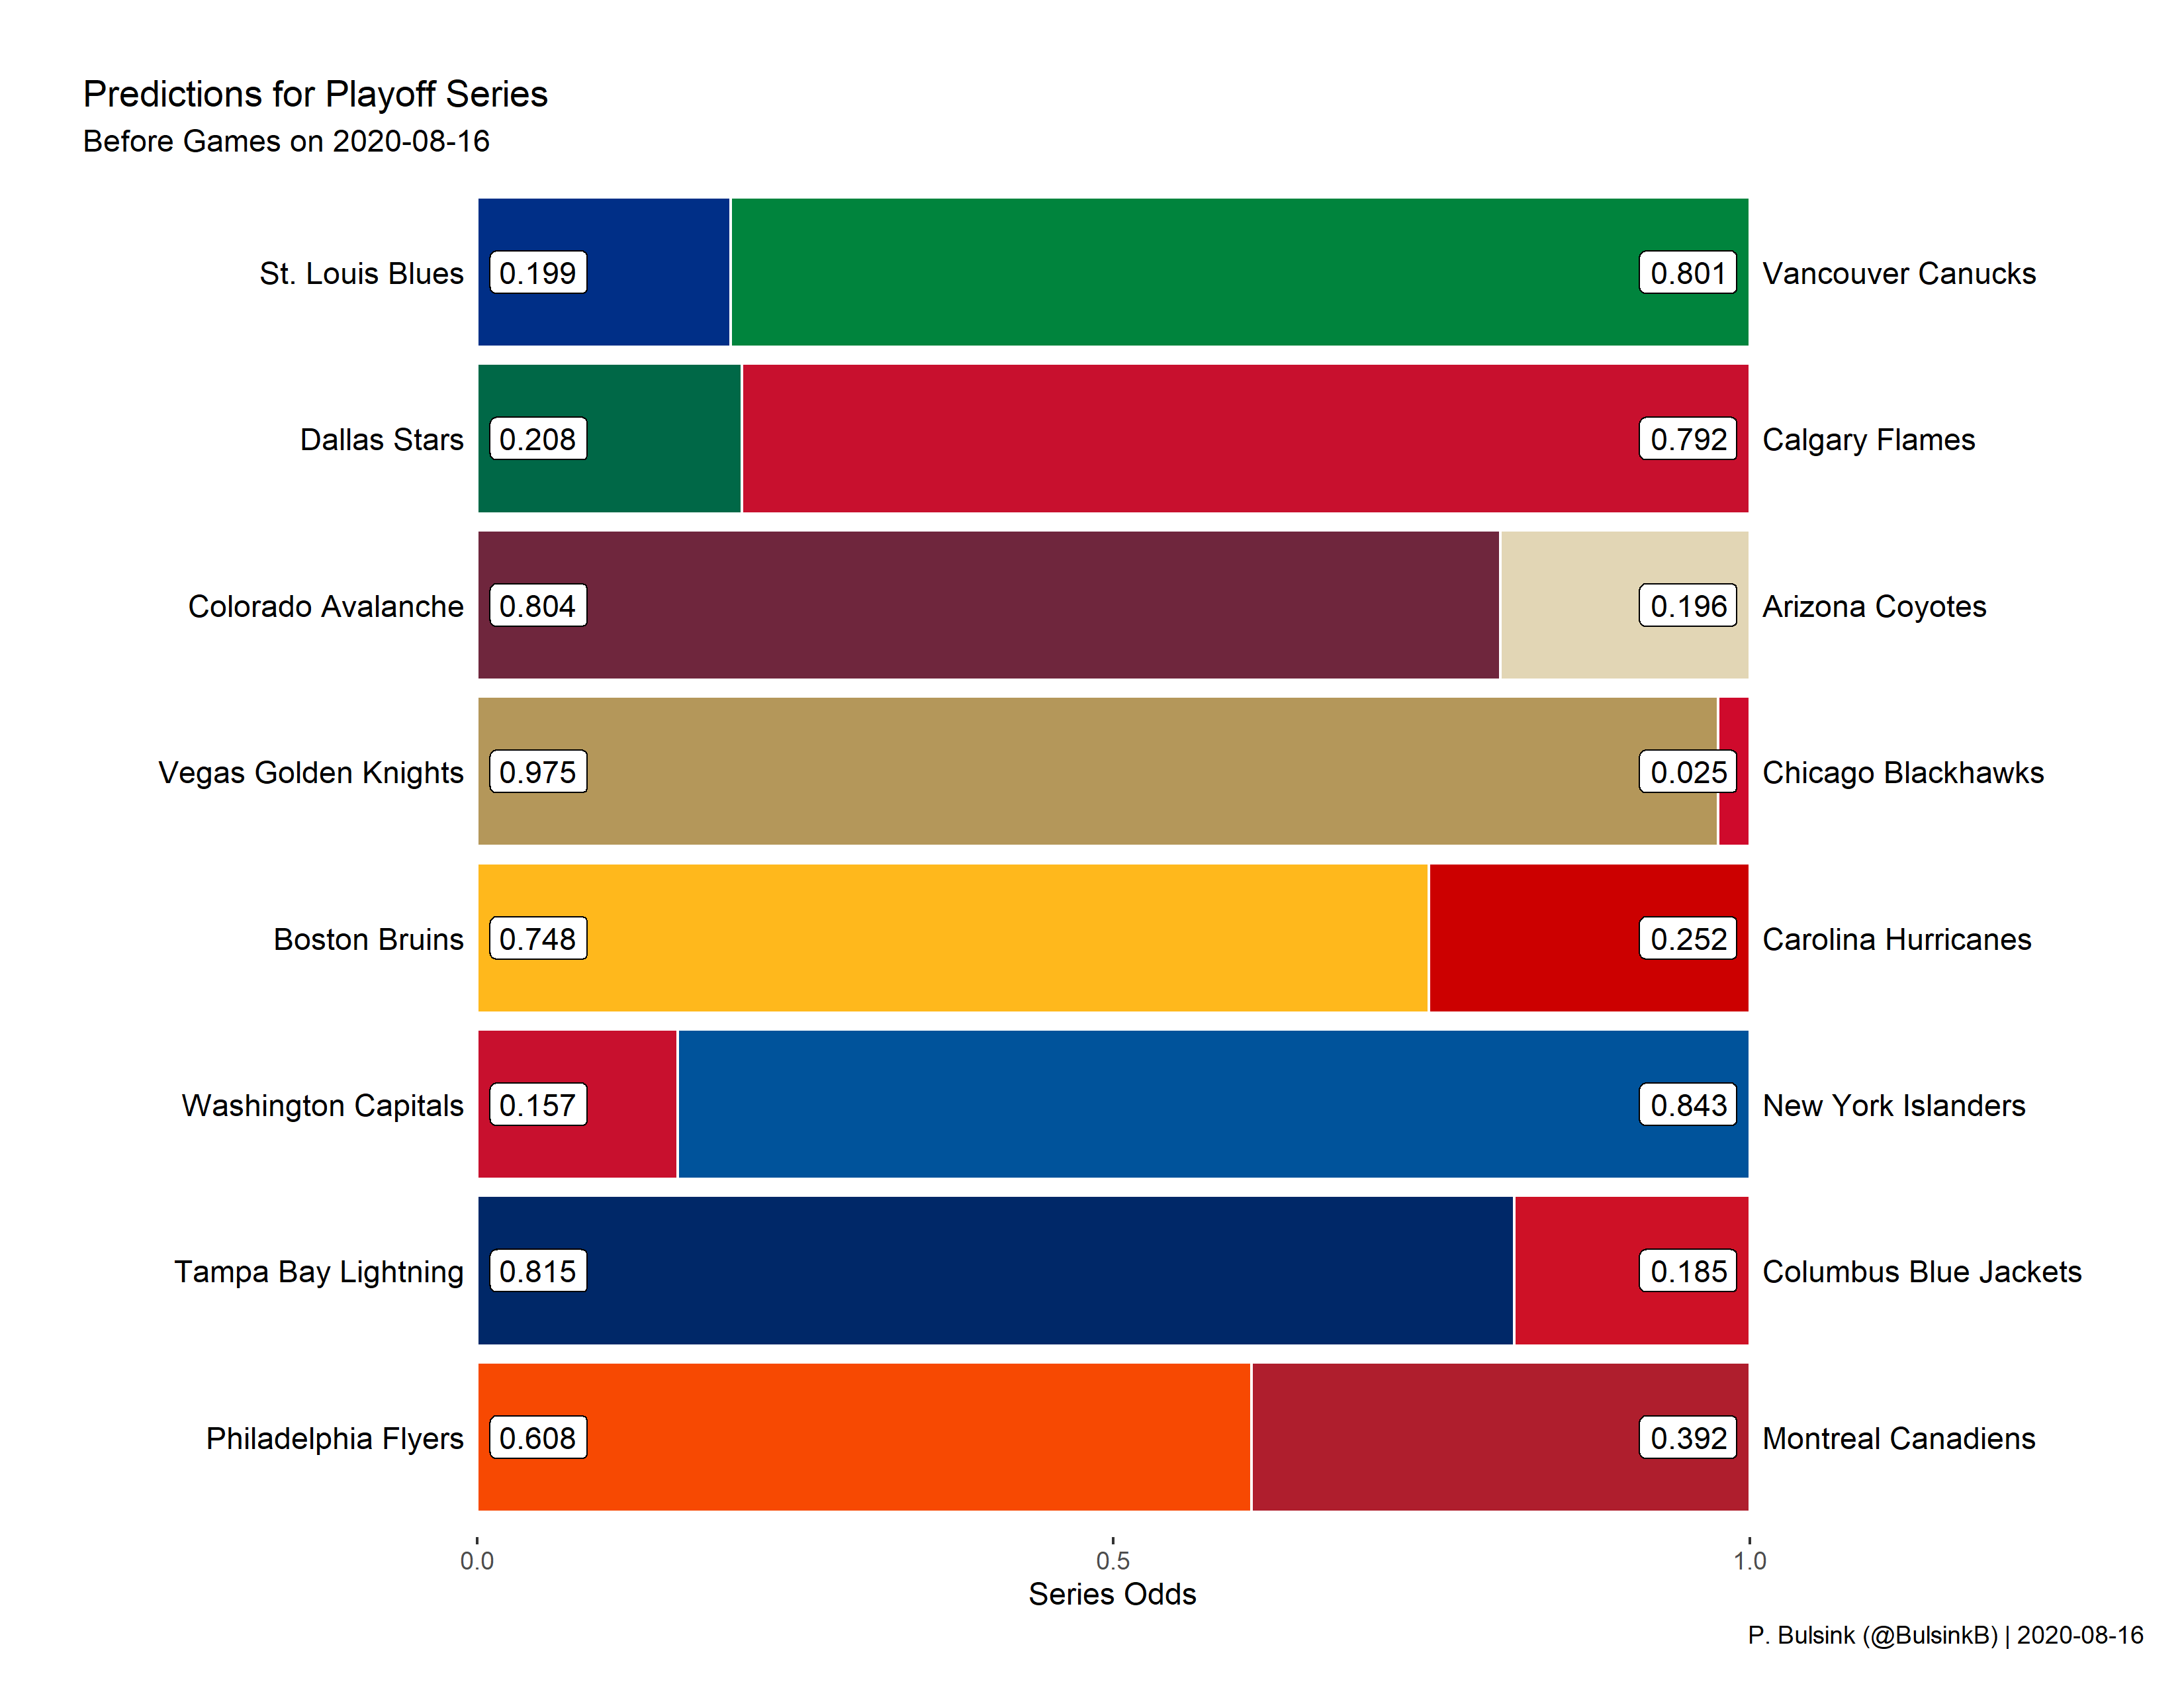 Predictions for Playoff Series
Before Games on 2020-08-16
St. Louis Blues 0.199 0.801 Vancouver Canucks
Dallas Stars 0.208 0.792 Calgary Flames
Colorado Avalanche 0.804 0.196 Arizona Coyotes
Vegas Golden Knights 0.975 0.025 Chicago Blackhawks
Boston Bruins 0.748 0.252 Carolina Hurricanes
Washington Capitals 0.157 0.843 New York Islanders
Tampa Bay Lightning 0.815 0.185 Columbus Blue Jackets
Philadelphia Flyers 0.608 0.392 Montreal Canadiens
0.0 0.5 1.0
Series Odds
P. Bulsink (@BulsinkB) | 2020-08-16